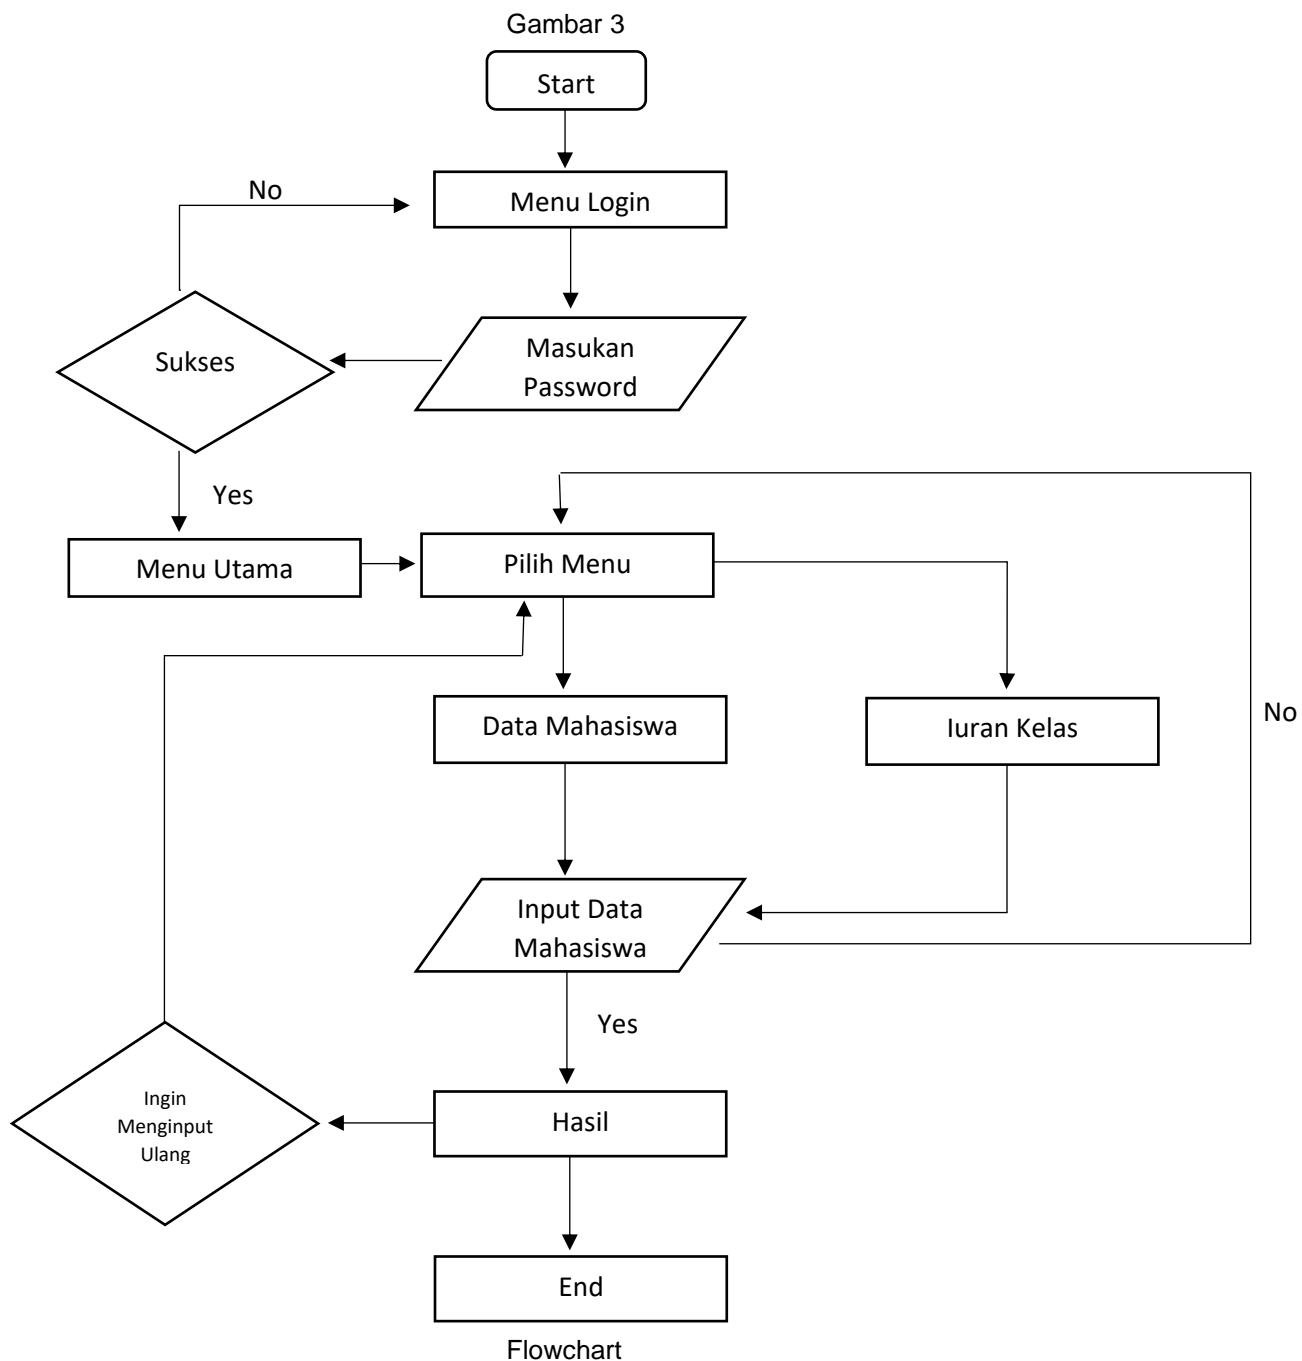 Gambar 3
Start
No
Menu Login
Sukses
Masukan
Password
Yes
Menu Utama
Pilih Menu
Data Mahasiswa
Iuran Kelas
No
Input Data
Mahasiswa
Yes
Ingin
Menginput
Ulang
Hasil
End
Flowchart